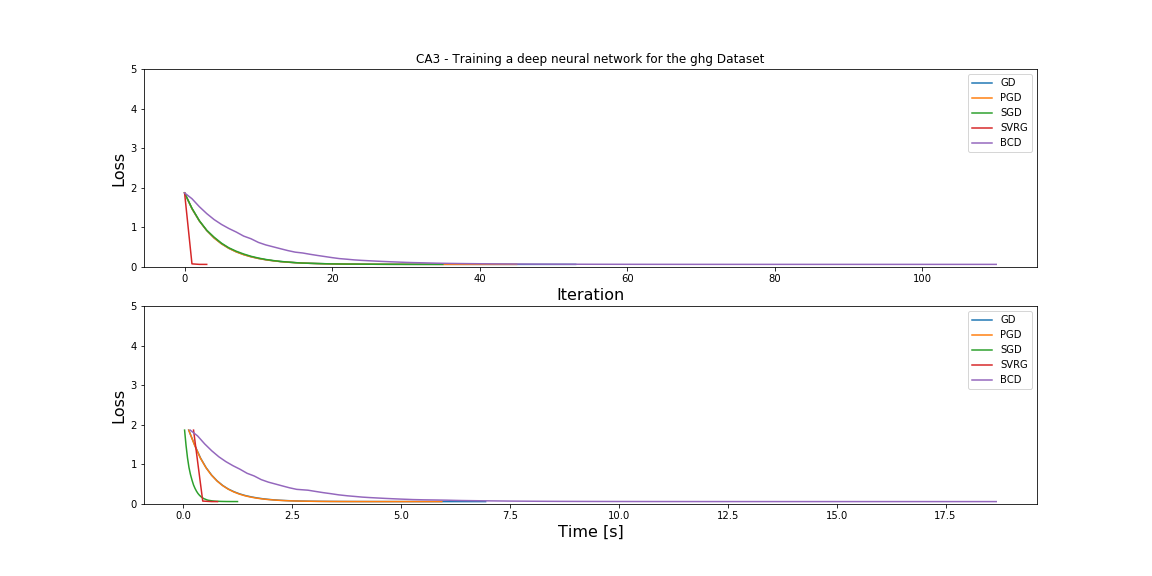 CA3 - Training a deep neural network for the ghg Dataset
5
4
3
2
1
0
Loss
GD
PGD
SGD
SVRG
BCD
0
20
40
60
80
100
Iteration
5
4
3
2
1
0
Loss
GD
PGD
SGD
SVRG
BCD
0.0
2.5
5.0
7.5
10.0
12.5
15.0
17.5
Time [s]